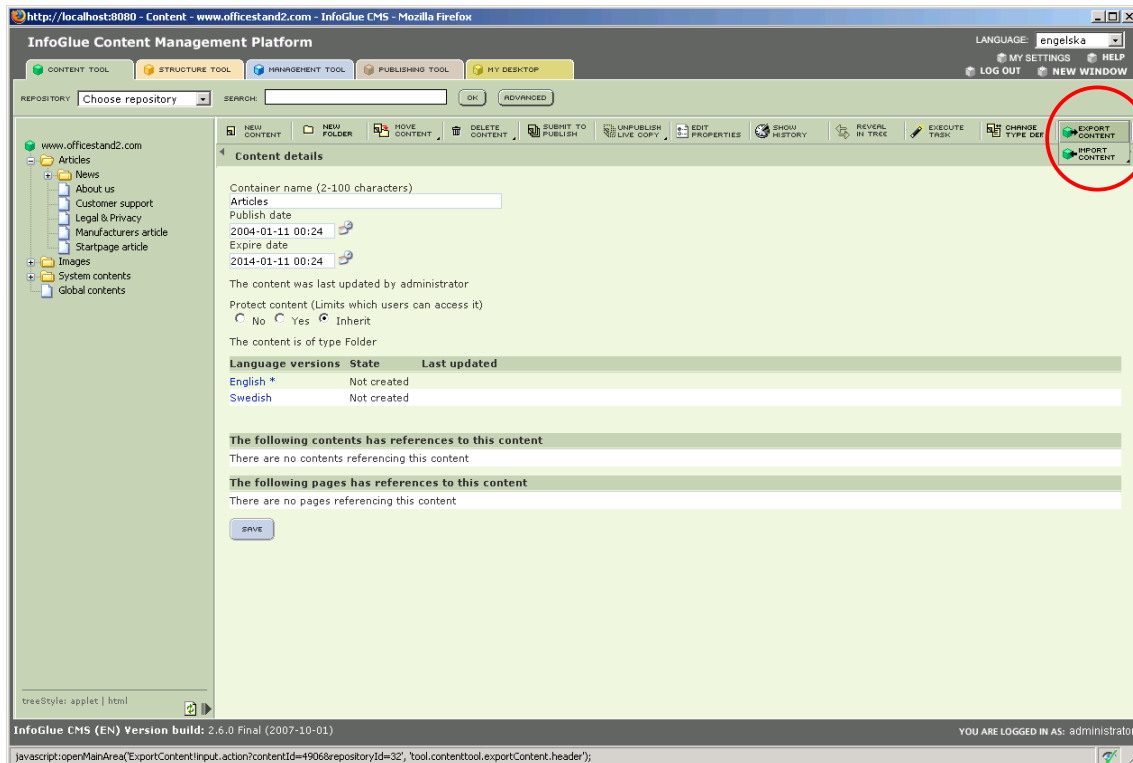 http://localhost:8080 - Content - www.officestand2.com - InfoGlue CMS - Mozilla Firefox
InfoGlue Content Management Platform
LANGUAGE: engelska
MY SETTINGS HELP
LOG OUT NEW WINDOW
CONTENT TOOL STRUCTURE TOOL MANAGEMENT TOOL PUBLISHING TOOL MY DESKTOP
REPOSITORY Choose repository SEARCH: OK ADVANCED
NEW CONTENT NEW FOLDER MOVE CONTENT DELETE CONTENT SUBMIT TO PUBLISH UNPUBLISH LIVE COPY EDIT PROPERTIES SHOW HISTORY REVEAL IN TREE EXECUTE TASK CHANGE TYPE DEF EXPORT CONTENT
IMPORT CONTENT
www.officestand2.com
Articles
News
About us
Customer support
Legal & Privacy
Manufacturers article
Startpage article
Images
System contents
Global contents
Content details
Container name (2-100 characters)
Articles
Publish date
2004-01-11 00:24
Expire date
2014-01-11 00:24
The content was last updated by administrator
Protect content (Limits which users can access it)
No Yes Inherit
The content is of type Folder
Language versions State Last updated
English * Not created
Swedish Not created
The following contents has references to this content
There are no contents referencing this content
The following pages has references to this content
There are no pages referencing this content
SAVE
treeStyle: applet | html
InfoGlue CMS (EN) Version build: 2.6.0 Final (2007-10-01)
YOU ARE LOGGED IN AS: administrator
javascript:openMainArea('ExportContent!input.action?contentId=4906&repositoryId=32', 'tool.contenttool.exportContent.header');